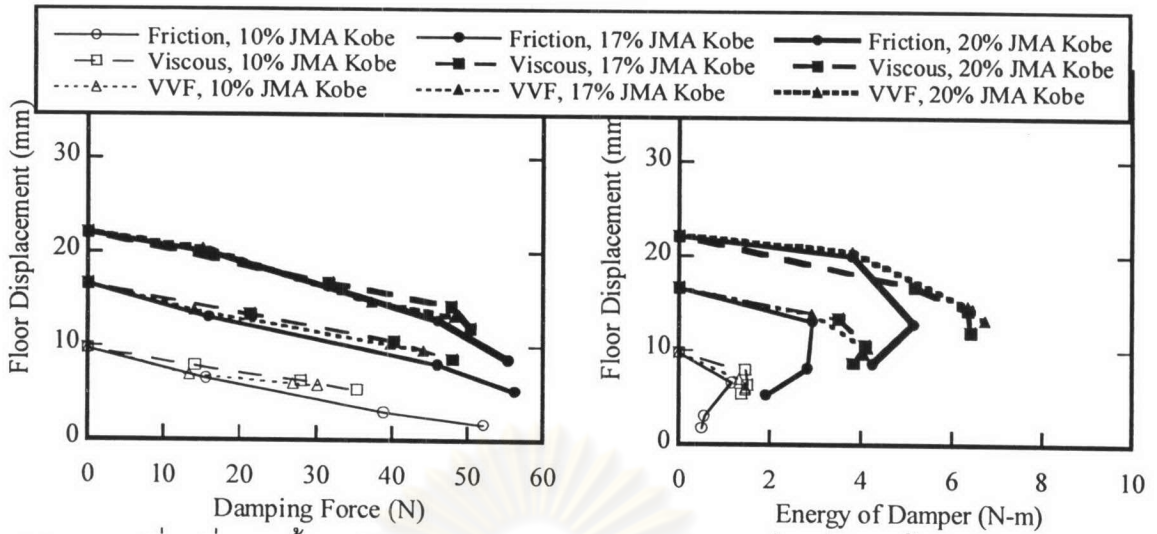 Friction, 10% JMA Kobe Friction, 17% JMA Kobe Friction, 20% JMA Kobe
Viscous, 10% JMA Kobe Viscous, 17% JMA Kobe Viscous, 20% JMA Kobe
VVF, 10% JMA Kobe VVF, 17% JMA Kobe VVF, 20% JMA Kobe
Floor Displacement (mm)
30
20
10
0
0 10 20 30 40 50 60
Damping Force (N)
Floor Displacement (mm
30
20
10
0
0 2 4 6 8 10
Energy of Damper (N-m)